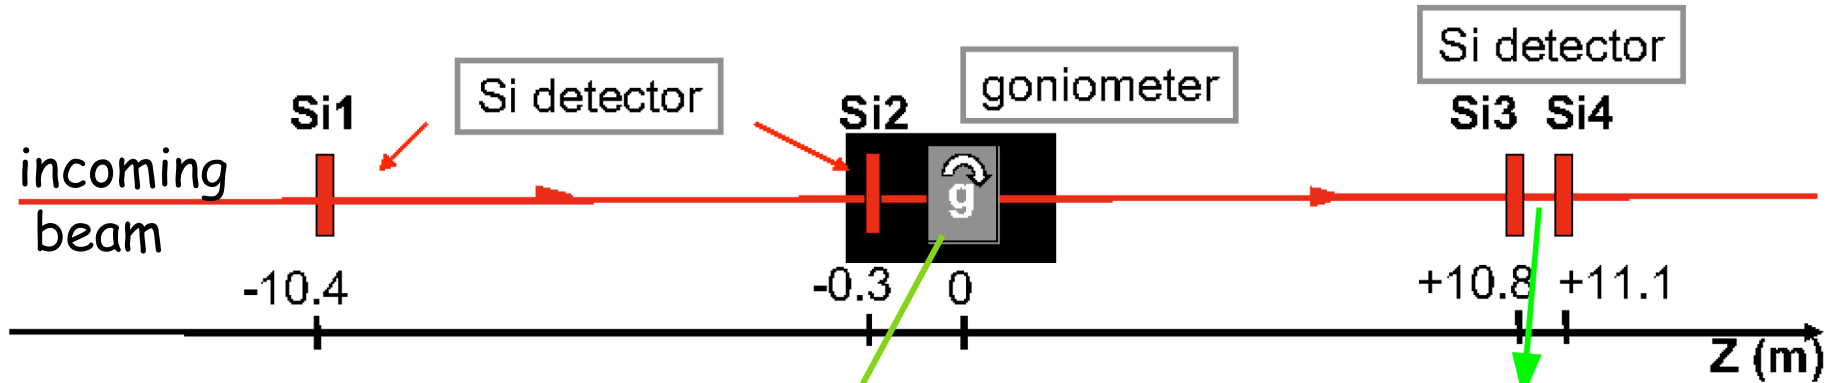 Si detector
Si detector
goniometer
Si1
Si2
Si3 Si4
incoming
beam
g
-10.4
-0.3
0
+10.8
+11.1
Z (m)